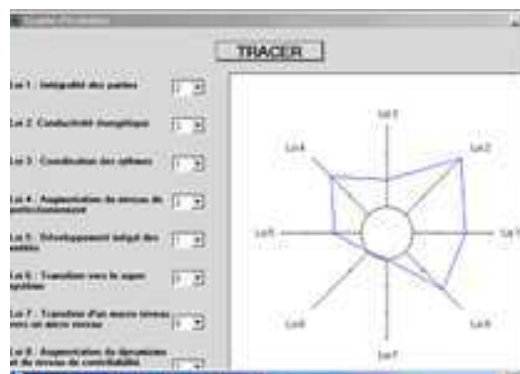 TRACER
Loi 1 : Intégralité des parties
Loi 2 Conductivité énergétique
Loi 3 : Coordination des rythmes
Loi 4 : Augmentation du niveau de
perfectionnement
Loi 5 : Développement inégal des
entités
Loi 6 : Transition vers le super
système
Loi 7 : Transition d'un macro niveau
vers un micro niveau
Loi 8 : Augmentation du dynamisme
et du niveau de contrôlabilité
Loi 3
Loi 4
Loi 2
Loi 5
Loi 1
Loi 6
Loi 8
Loi 7